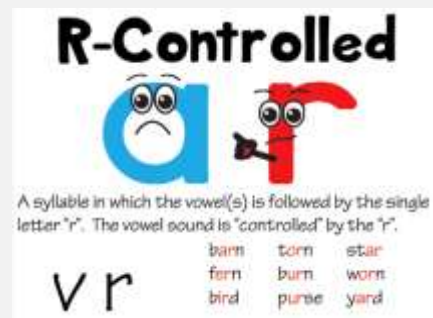 R-Controlled
ar
A syllable in which the vowel(s) is followed by the single
letter "r". The vowel sound is "controlled" by the "r".
barn torn star
fern burn worn
bird purse yard
v r